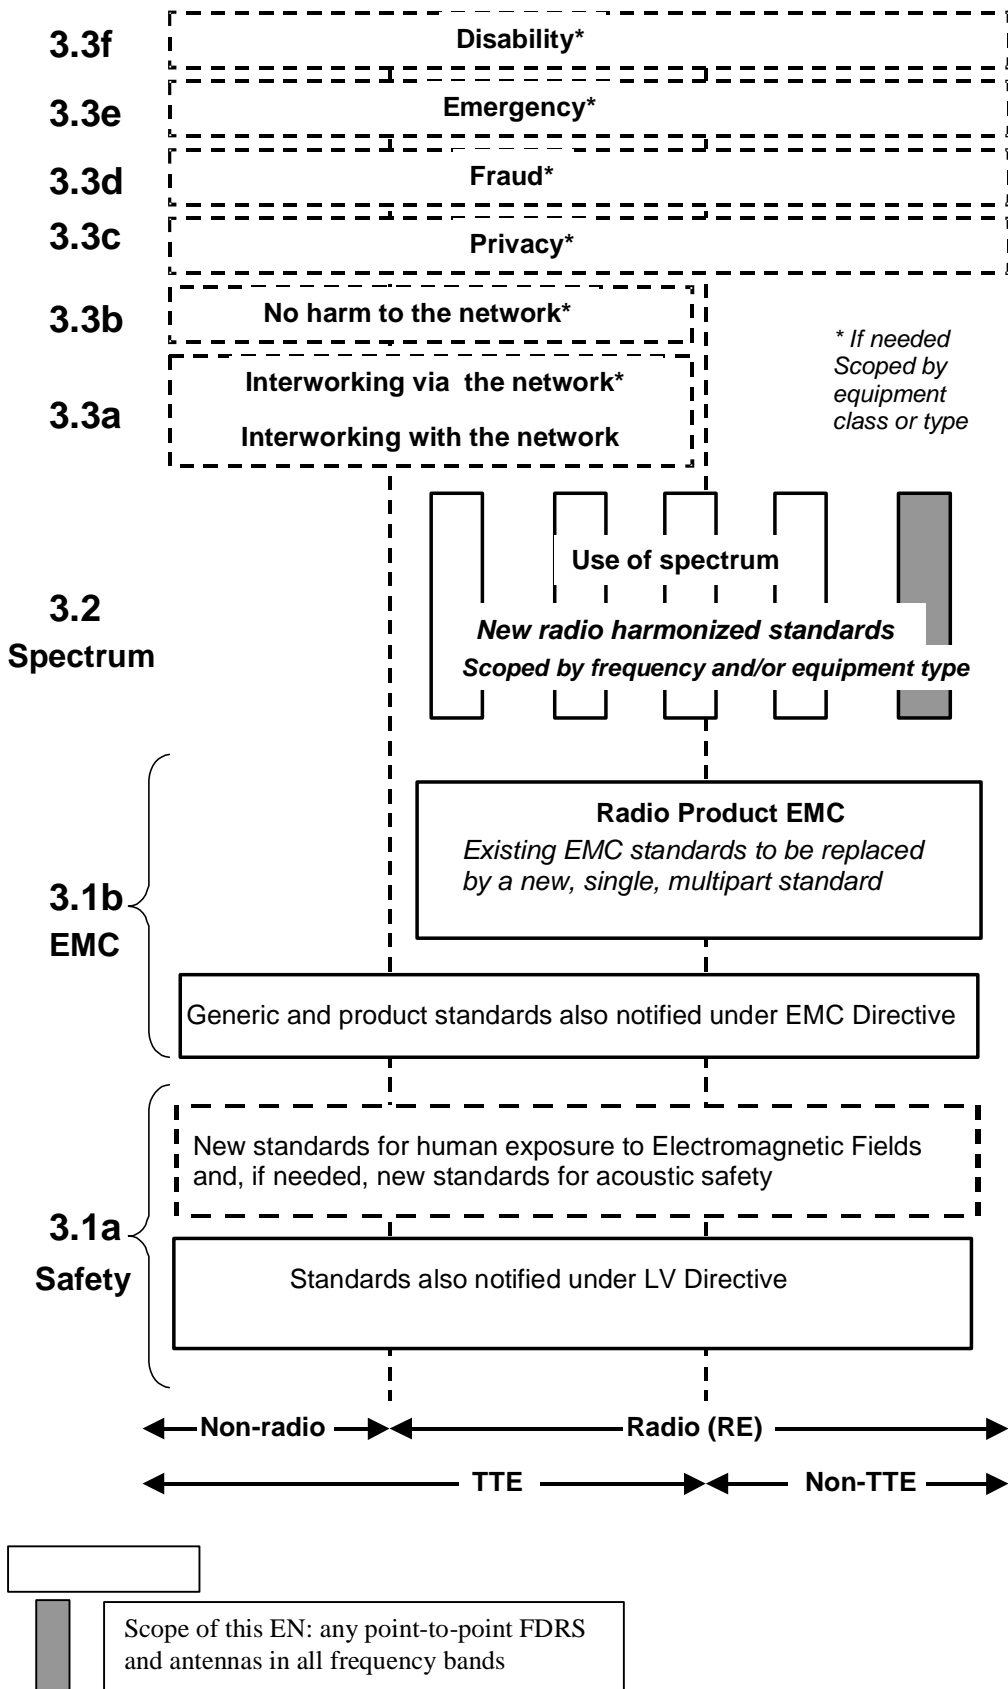 3.3f
Disability*
3.3e
Emergency*
3.3d
Fraud*
3.3c
Privacy*
3.3b
No harm to the network*
* If needed
Scoped by
equipment
class or type
3.3a
Interworking via the network*
Interworking with the network
3.2
Spectrum
Use of spectrum
New radio harmonized standards
Scoped by frequency and/or equipment type
3.1b
EMC
Radio Product EMC
Existing EMC standards to be replaced
by a new, single, multipart standard
Generic and product standards also notified under EMC Directive
3.1a
Safety
New standards for human exposure to Electromagnetic Fields
and, if needed, new standards for acoustic safety
Standards also notified under LV Directive
Non-radio
Radio (RE)
TTE
Non-TTE
Scope of this EN: any point-to-point FDRS
and antennas in all frequency bands